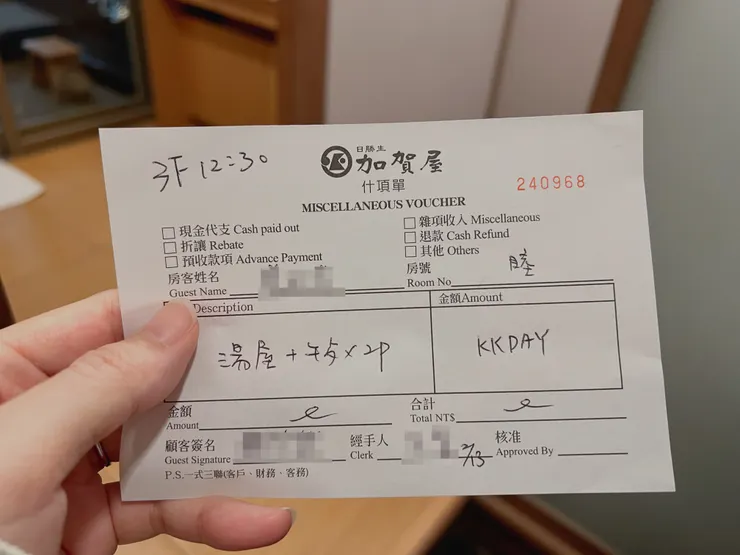 3F 12:30
日勝生
加賀屋
什項單
240968
MISCELLANEOUS VOUCHER
現金代支 Cash paid out
雜項收入 Miscellaneous
折讓 Rebate
退款 Cash Refund
預收款項 Advance Payment
其他 Others
房客姓名
Guest Name
房號
Room No
Description
金額Amount
湯屋+午食×2P
KKDAY
金額
Amount
合計
Total NT$
顧客簽名
Guest Signature
經手人
Clerk
2/13
核准
Approved By
P.S.一式三聯(客戶、財務、客務)